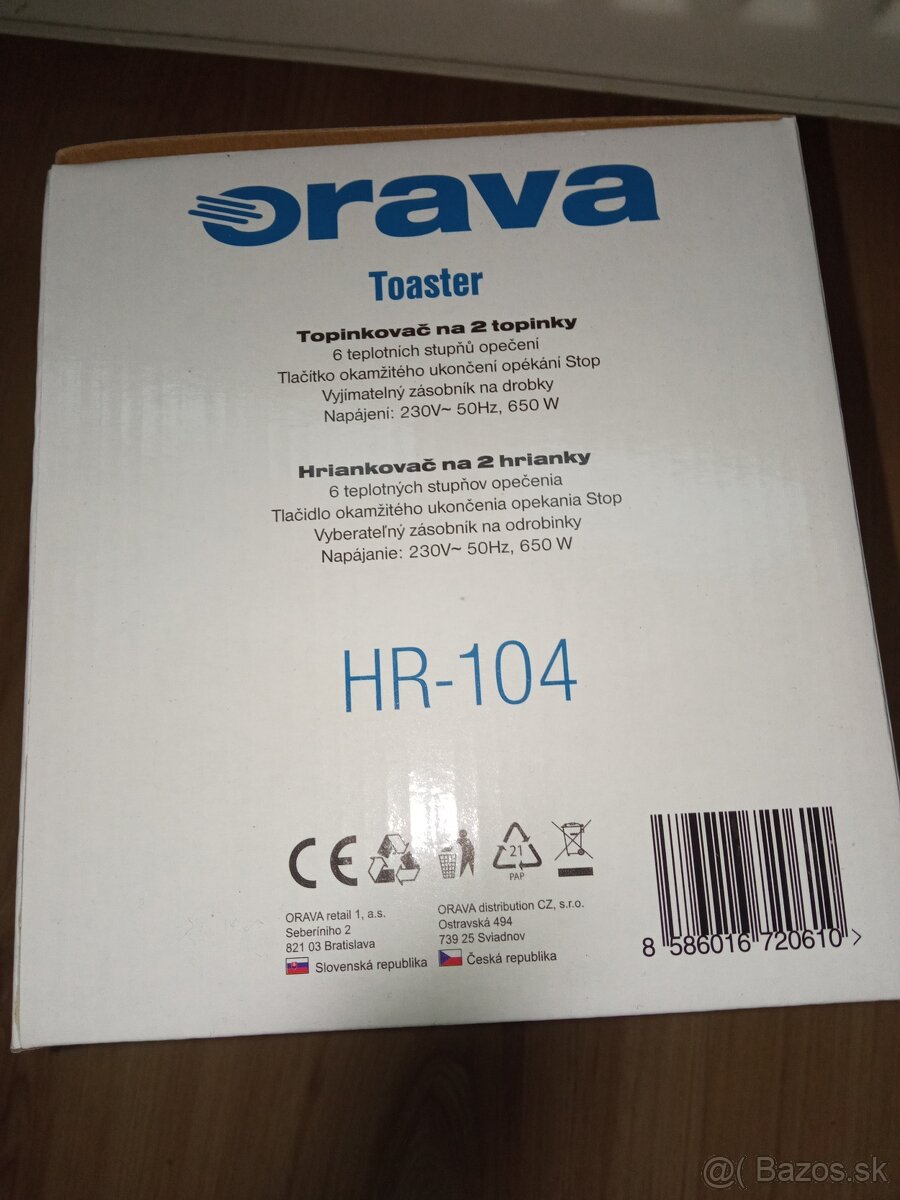 orava
Toaster
Topinkovač na 2 topinky
6 teplotních stupňů opečení
Tlačítko okamžitého ukončení opékání Stop
Vyjímatelný zásobník na drobky
Napájení: 230V~ 50Hz, 650 W
Hriankovač na 2 hrianky
6 teplotných stupňov opečenia
Tlačidlo okamžitého ukončenia opekania Stop
Vyberateľný zásobník na odrobinky
Napájanie: 230V~ 50Hz, 650 W
HR-104
CE
21
PAP
ORAVA retail 1, a.s.
Seberíniho 2
821 03 Bratislava
Slovenská republika
ORAVA distribution CZ, s.r.o.
Ostravská 494
739 25 Sviadnov
Česká republika
8 586016 720610 >
@( Bazos.sk